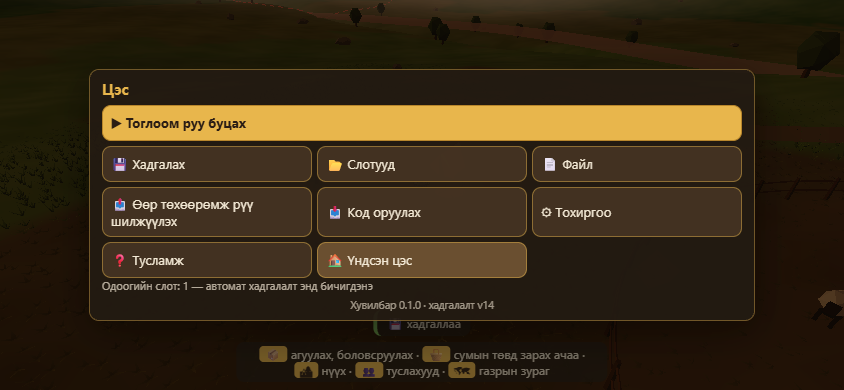 Цэс
▶ Тоглоом руу буцах
💾 Хадгалах
📂 Слотууд
📄 Файл
📤 Өөр төхөөрөмж рүү
шилжүүлэх
📥 Код оруулах
⚙ Тохиргоо
❓ Тусламж
🏠 Үндсэн цэс
Одоогийн слот: 1 — автомат хадгалалт энд бичигдэнэ
Хувилбар 0.1.0 · хадгалалт v14
💾 хадгаллаа
агуулах, боловсруулах · сумын төвд зарах ачаа ·
нүүх · 👥 туслахууд · 🗺 газрын зураг